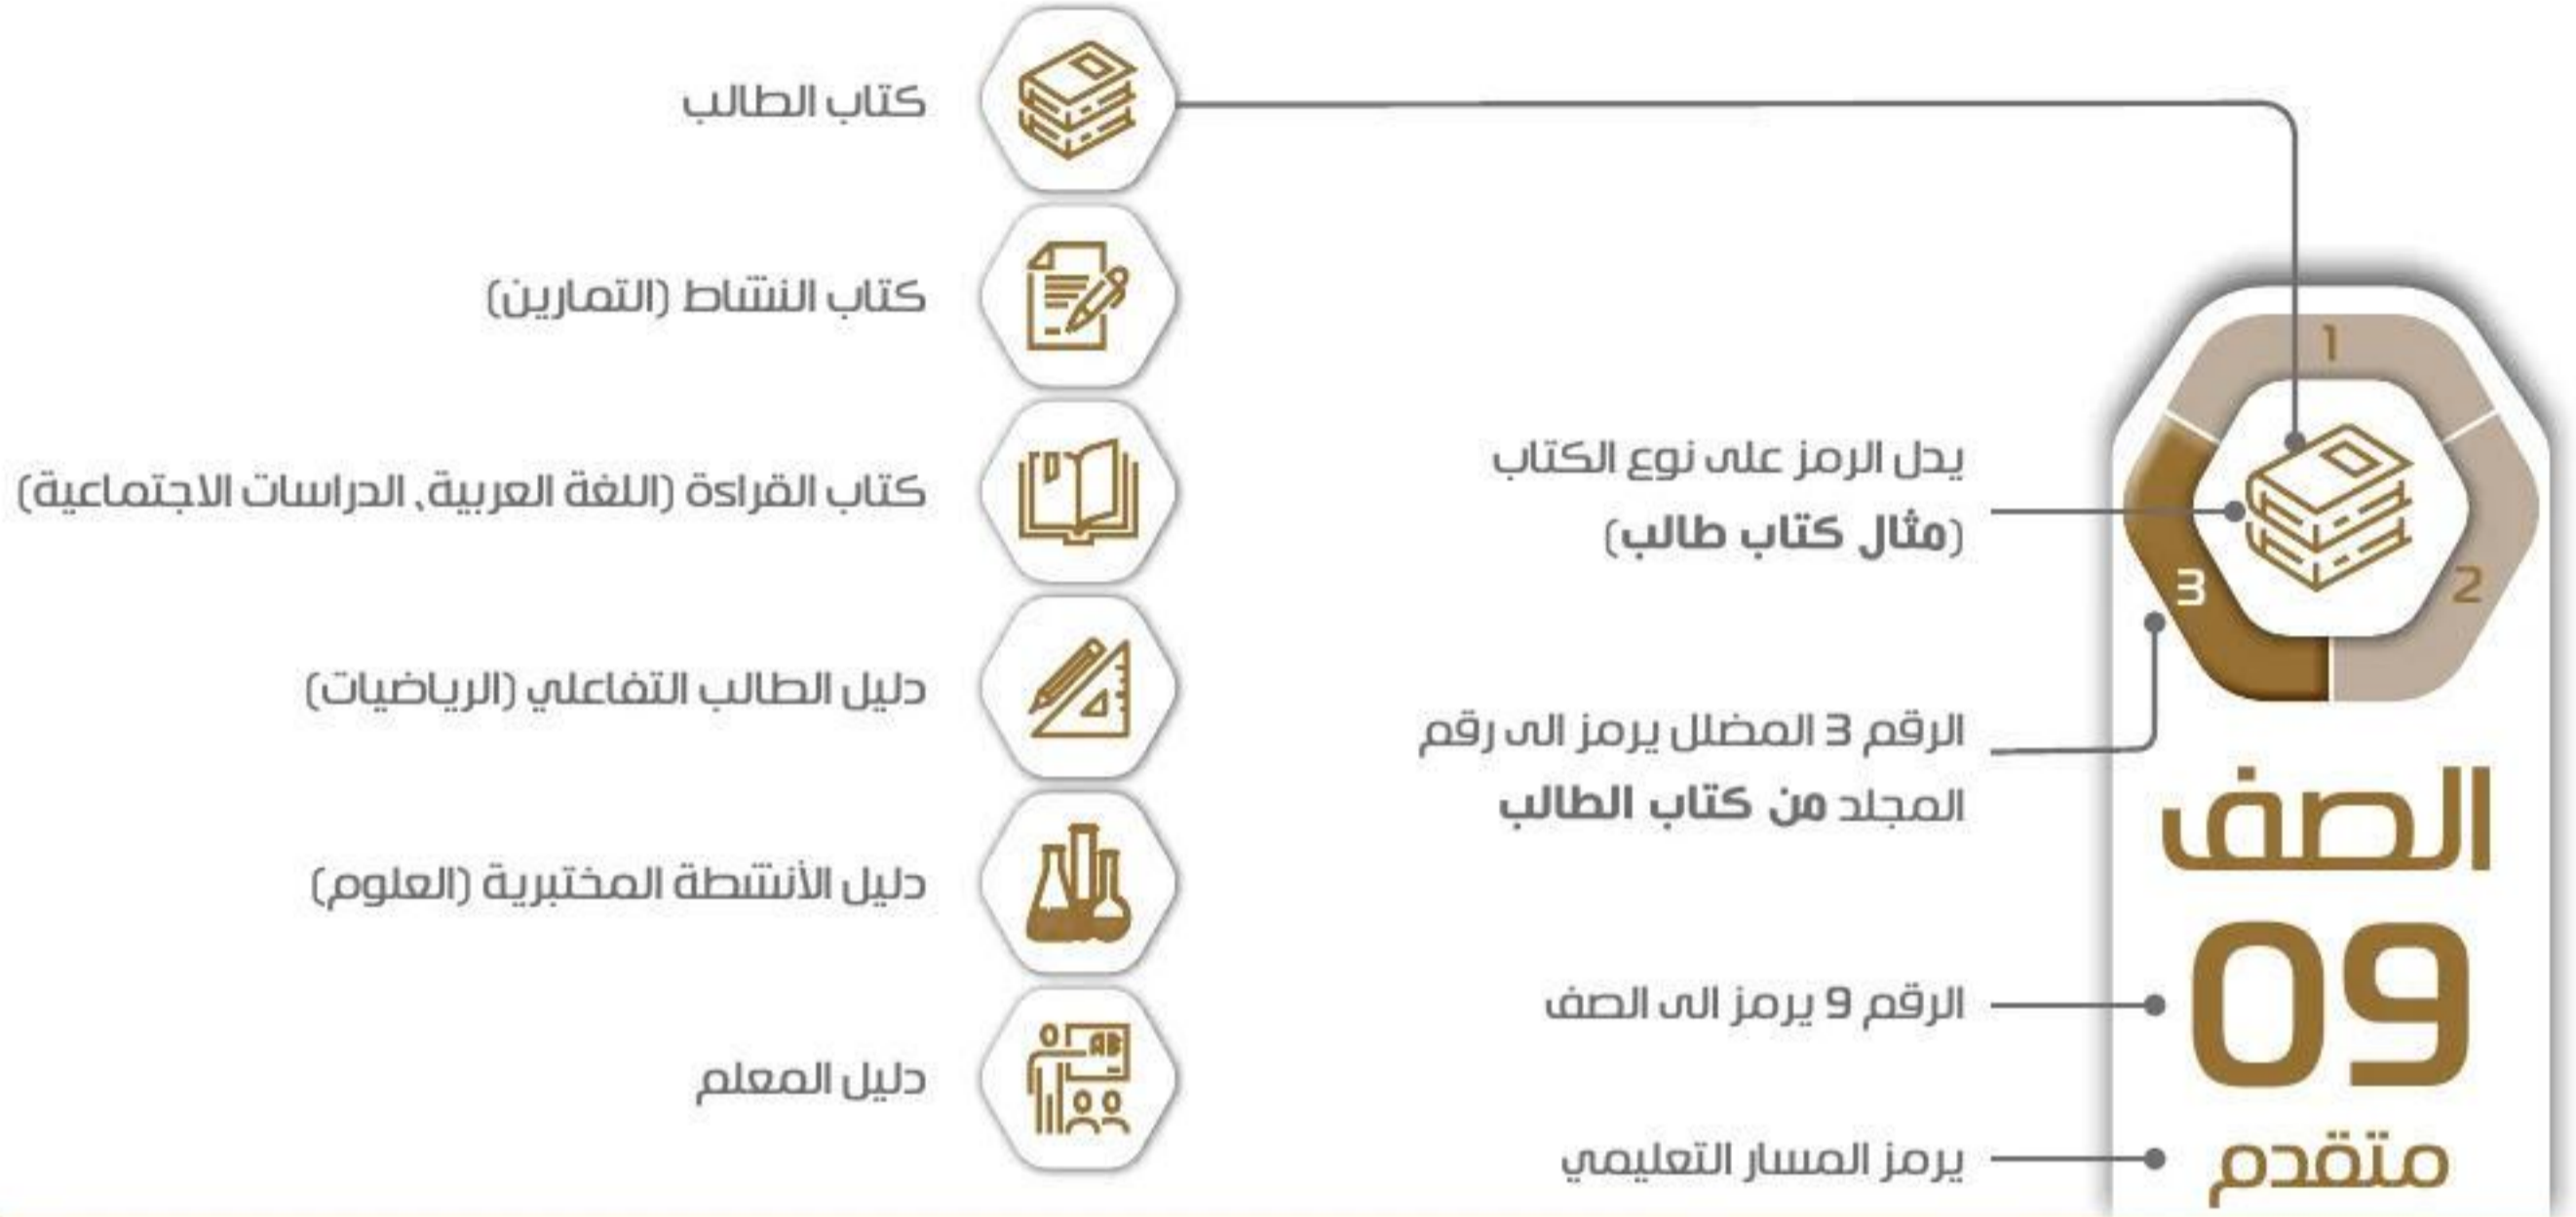 1
2
3
الصف
09
متقدم
يدل الرمز على نوع الكتاب
(مثال كتاب طالب)
الرقم 3 المضلل يرمز الى رقم
المجلد من كتاب الطالب
الرقم 9 يرمز الى الصف
يرمز المسار التعليمي
كتاب الطالب
كتاب النشاط (التمارين)
كتاب القراءة (اللغة العربية، الدراسات الاجتماعية)
دليل الطالب التفاعلي (الرياضيات)
دليل الأنشطة المختبرية (العلوم)
AB
دليل المعلم